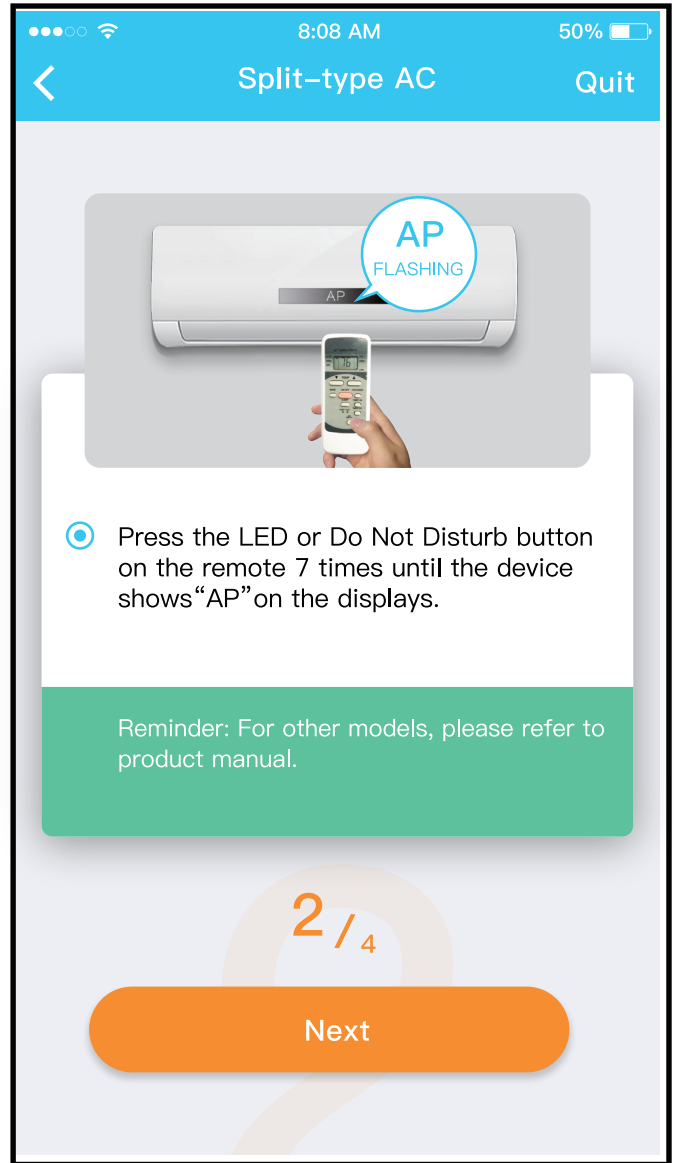 8:08 AM
50%
Split-type AC
Quit
AP
FLASHING
AP
76
Press the LED or Do Not Disturb button
on the remote 7 times until the device
shows“AP”on the displays.
Reminder: For other models, please refer to
product manual.
2/4
Next